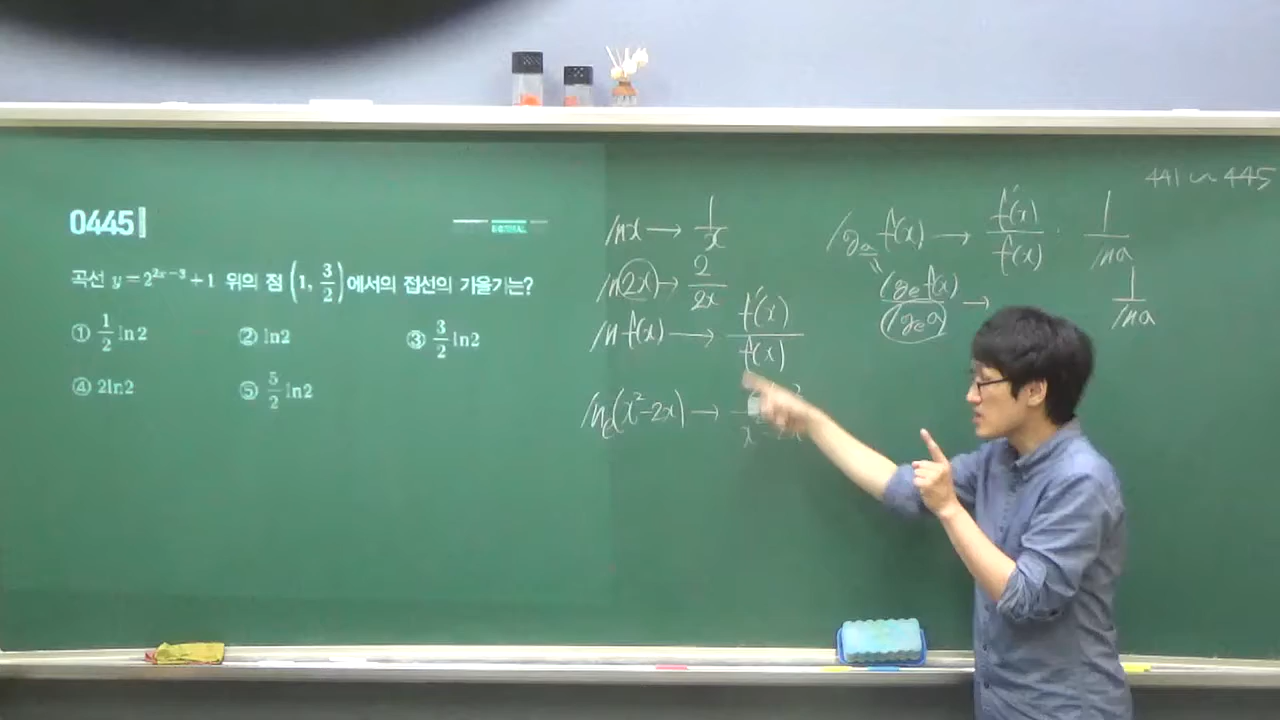 441 ~ 445
0445
곡선 y=2^{2x-3}+1 위의 점 (1, 3/2)에서의 접선의 기울기는?
① 1/2 ln2 ② ln2 ③ 3/2 ln2
④ 2ln2 ⑤ 5/2 ln2
lnx → 1/x
ln2x → 2/2x
ln f(x) → f'(x)/f(x)
ln_e(x²-2x) →
log_a f(x) → f'(x)/f(x) · 1/lna
log_e f(x)/log_e a → 1/lna